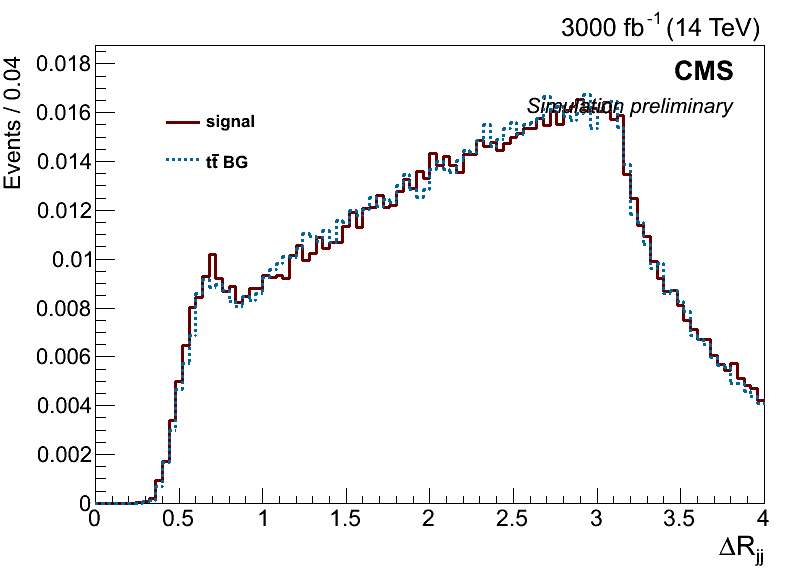 3000 fb⁻¹ (14 TeV)
CMS
Simulation preliminary
Events / 0.04
signal
tt̄ BG
0.018
0.016
0.014
0.012
0.01
0.008
0.006
0.004
0.002
0
0 0.5 1 1.5 2 2.5 3 3.5 4
ΔRjj